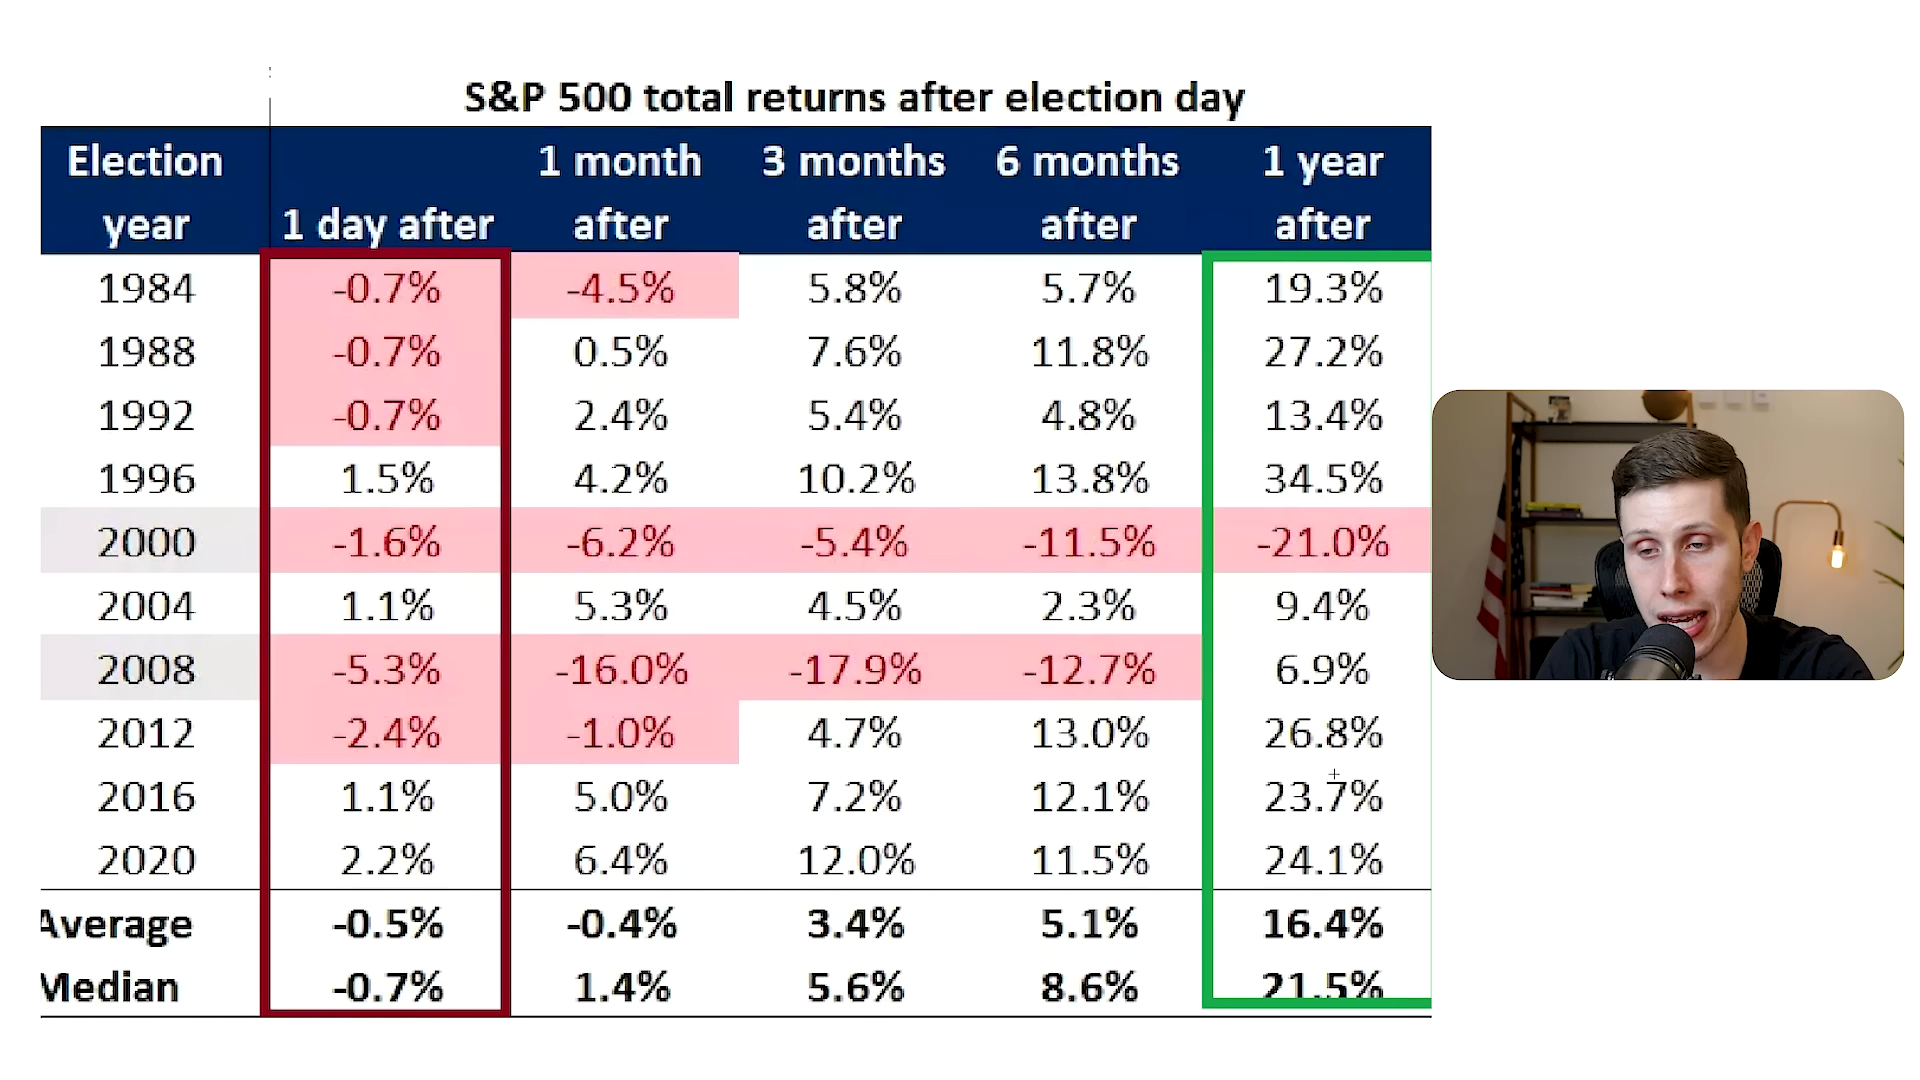 S&P 500 total returns after election day
Election year 1 day after 1 month after 3 months after 6 months after 1 year after
1984 -0.7% -4.5% 5.8% 5.7% 19.3%
1988 -0.7% 0.5% 7.6% 11.8% 27.2%
1992 -0.7% 2.4% 5.4% 4.8% 13.4%
1996 1.5% 4.2% 10.2% 13.8% 34.5%
2000 -1.6% -6.2% -5.4% -11.5% -21.0%
2004 1.1% 5.3% 4.5% 2.3% 9.4%
2008 -5.3% -16.0% -17.9% -12.7% 6.9%
2012 -2.4% -1.0% 4.7% 13.0% 26.8%
2016 1.1% 5.0% 7.2% 12.1% 23.7%
2020 2.2% 6.4% 12.0% 11.5% 24.1%
Average -0.5% -0.4% 3.4% 5.1% 16.4%
Median -0.7% 1.4% 5.6% 8.6% 21.5%